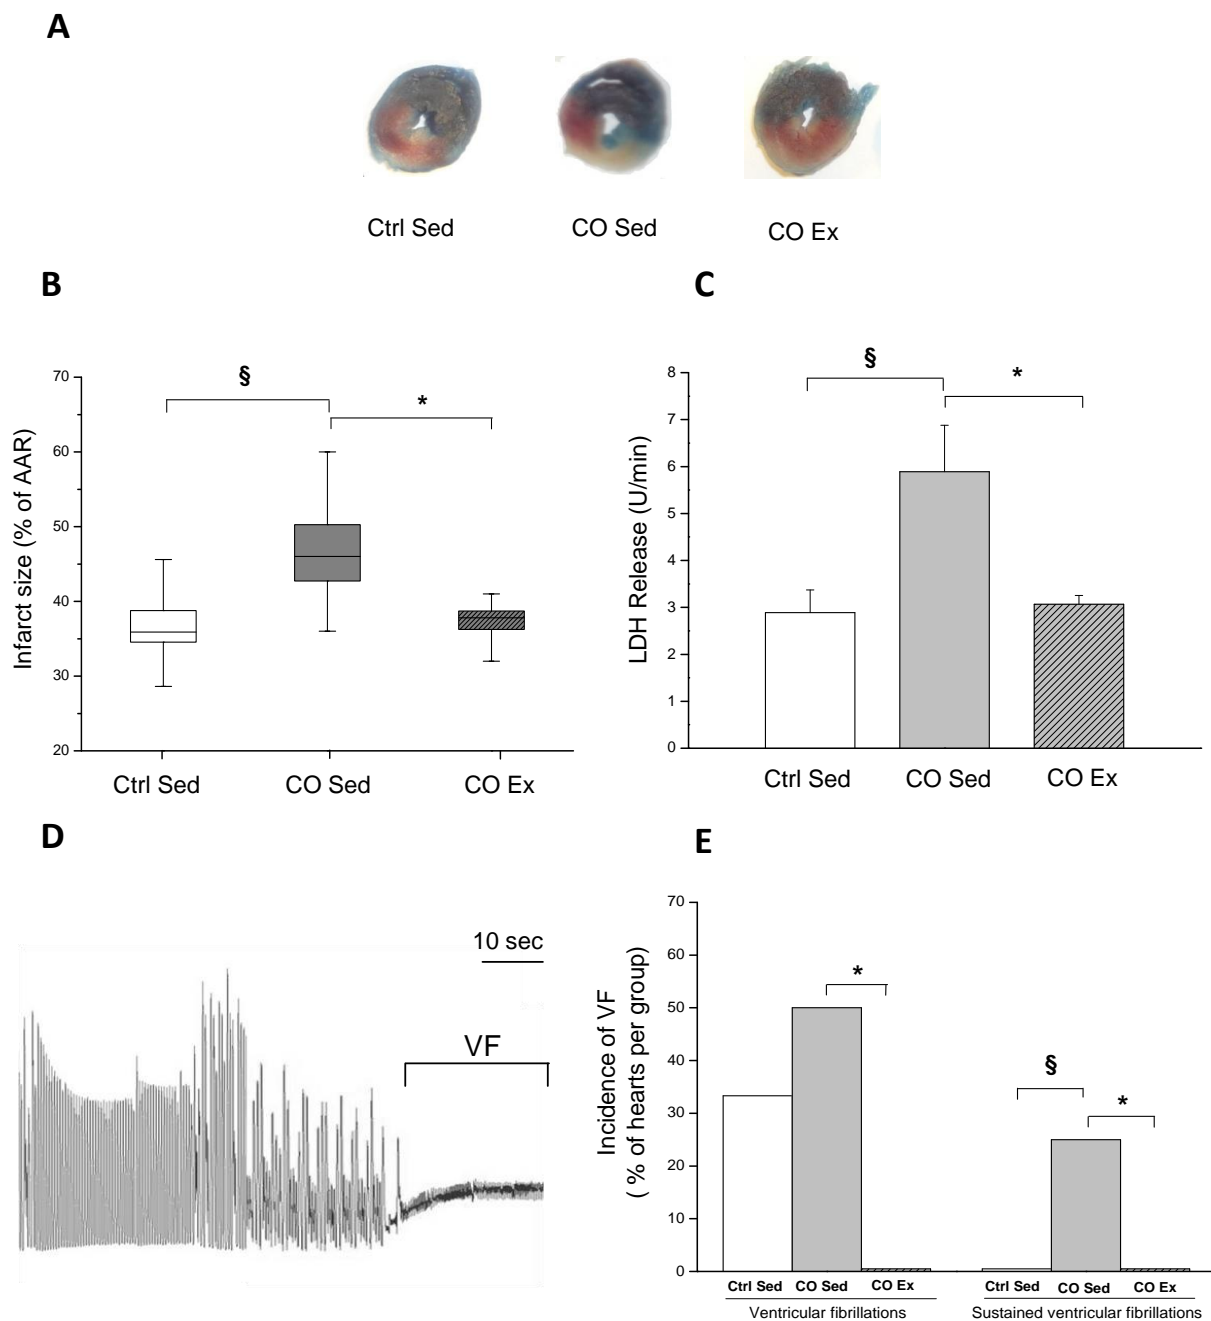 A
Ctrl Sed
CO Sed
CO Ex
B
Infarct size (% of AAR)
70
60
50
40
30
20
§
*
Ctrl Sed
CO Sed
CO Ex
C
LDH Release (U/min)
8
7
6
5
4
3
2
1
0
§
*
Ctrl Sed
CO Sed
CO Ex
D
10 sec
VF
E
Incidence of VF
( % of hearts per group)
70
60
50
40
30
20
10
0
*
§
*
Ctrl Sed CO Sed CO Ex
Ventricular fibrillations
Ctrl Sed CO Sed CO Ex
Sustained ventricular fibrillations